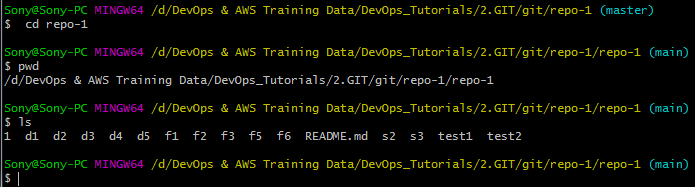 Sony@Sony-PC MINGW64 /d/DevOps & AWS Training Data/DevOps_Tutorials/2.GIT/git/repo-1 (master)
$ cd repo-1
Sony@Sony-PC MINGW64 /d/DevOps & AWS Training Data/DevOps_Tutorials/2.GIT/git/repo-1/repo-1 (main)
$ pwd
/d/DevOps & AWS Training Data/DevOps_Tutorials/2.GIT/git/repo-1/repo-1
Sony@Sony-PC MINGW64 /d/DevOps & AWS Training Data/DevOps_Tutorials/2.GIT/git/repo-1/repo-1 (main)
$ ls
1 d1 d2 d3 d4 d5 f1 f2 f3 f5 f6 README.md s2 s3 test1 test2
Sony@Sony-PC MINGW64 /d/DevOps & AWS Training Data/DevOps_Tutorials/2.GIT/git/repo-1/repo-1 (main)
$